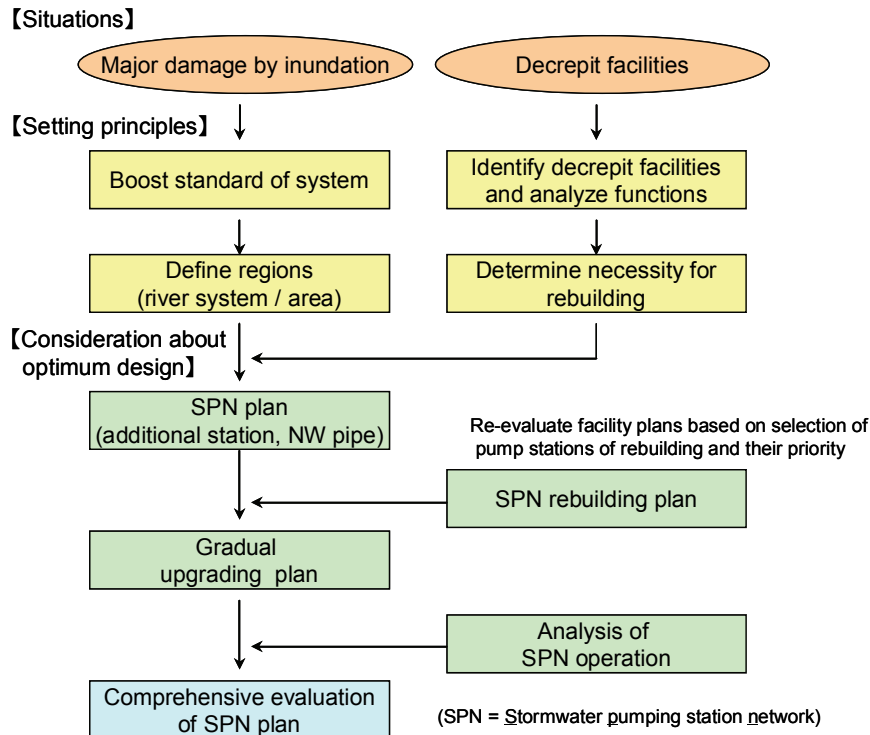 【Situations】
Major damage by inundation
Decrepit facilities
【Setting principles】
Boost standard of system
Identify decrepit facilities
and analyze functions
Define regions
(river system / area)
Determine necessity for
rebuilding
【Consideration about
optimum design】
SPN plan
(additional station, NW pipe)
Re-evaluate facility plans based on selection of
pump stations of rebuilding and their priority
SPN rebuilding plan
Gradual
upgrading plan
Analysis of
SPN operation
Comprehensive evaluation
of SPN plan
(SPN = Stormwater pumping station network)